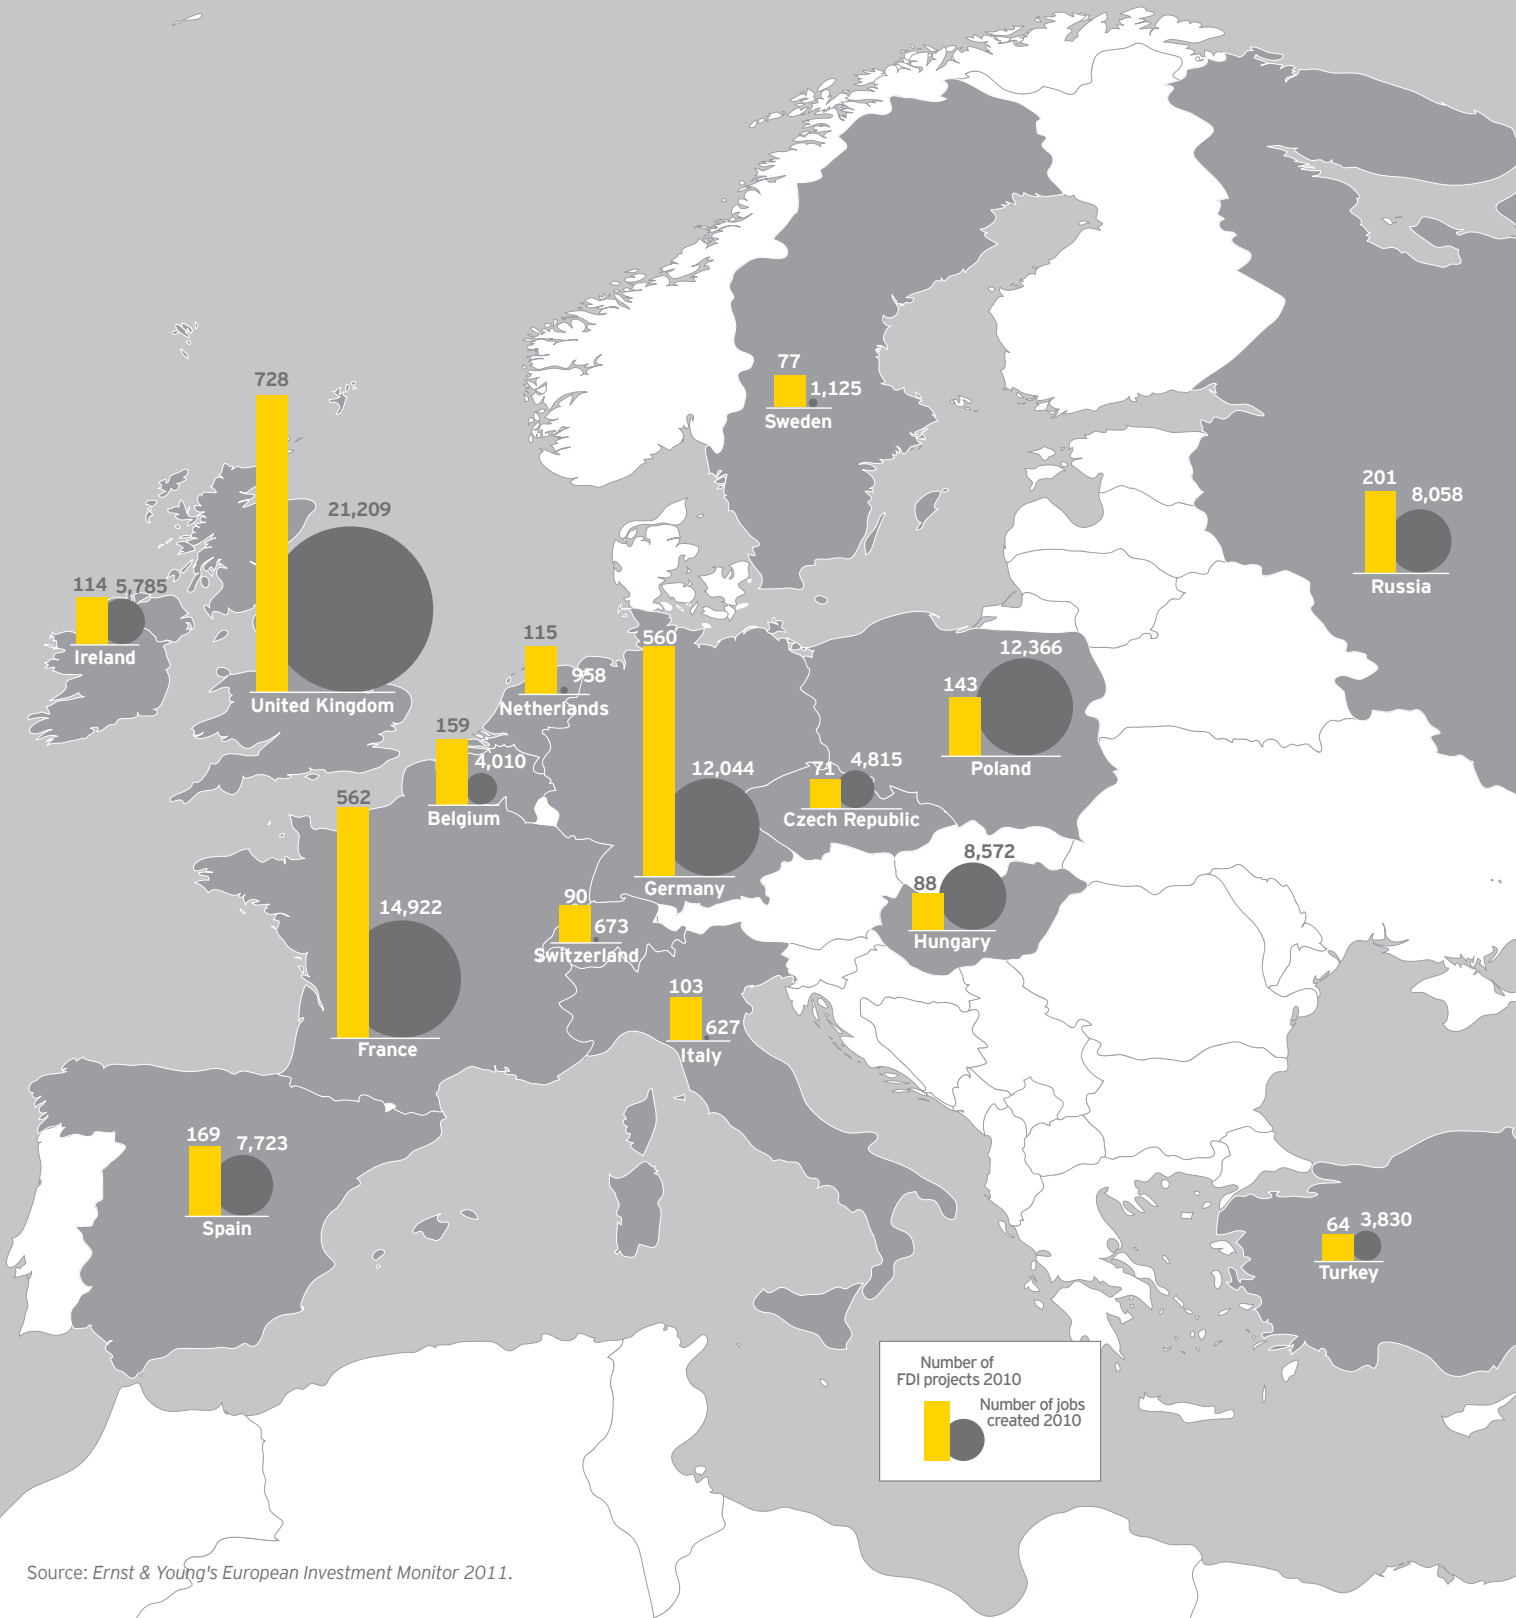 77
1,125
Sweden
728
21,209
United Kingdom
201
8,058
Russia
114 5,785
Ireland
115
958
Netherlands
560
12,044
Germany
12,366
143
Poland
159
4,010
Belgium
71 4,815
Czech Republic
562
14,922
France
8,572
88
Hungary
90
673
Switzerland
103
627
Italy
169
7,723
Spain
64 3,830
Turkey
Number of
FDI projects 2010
Number of jobs
created 2010
Source: Ernst & Young's European Investment Monitor 2011.